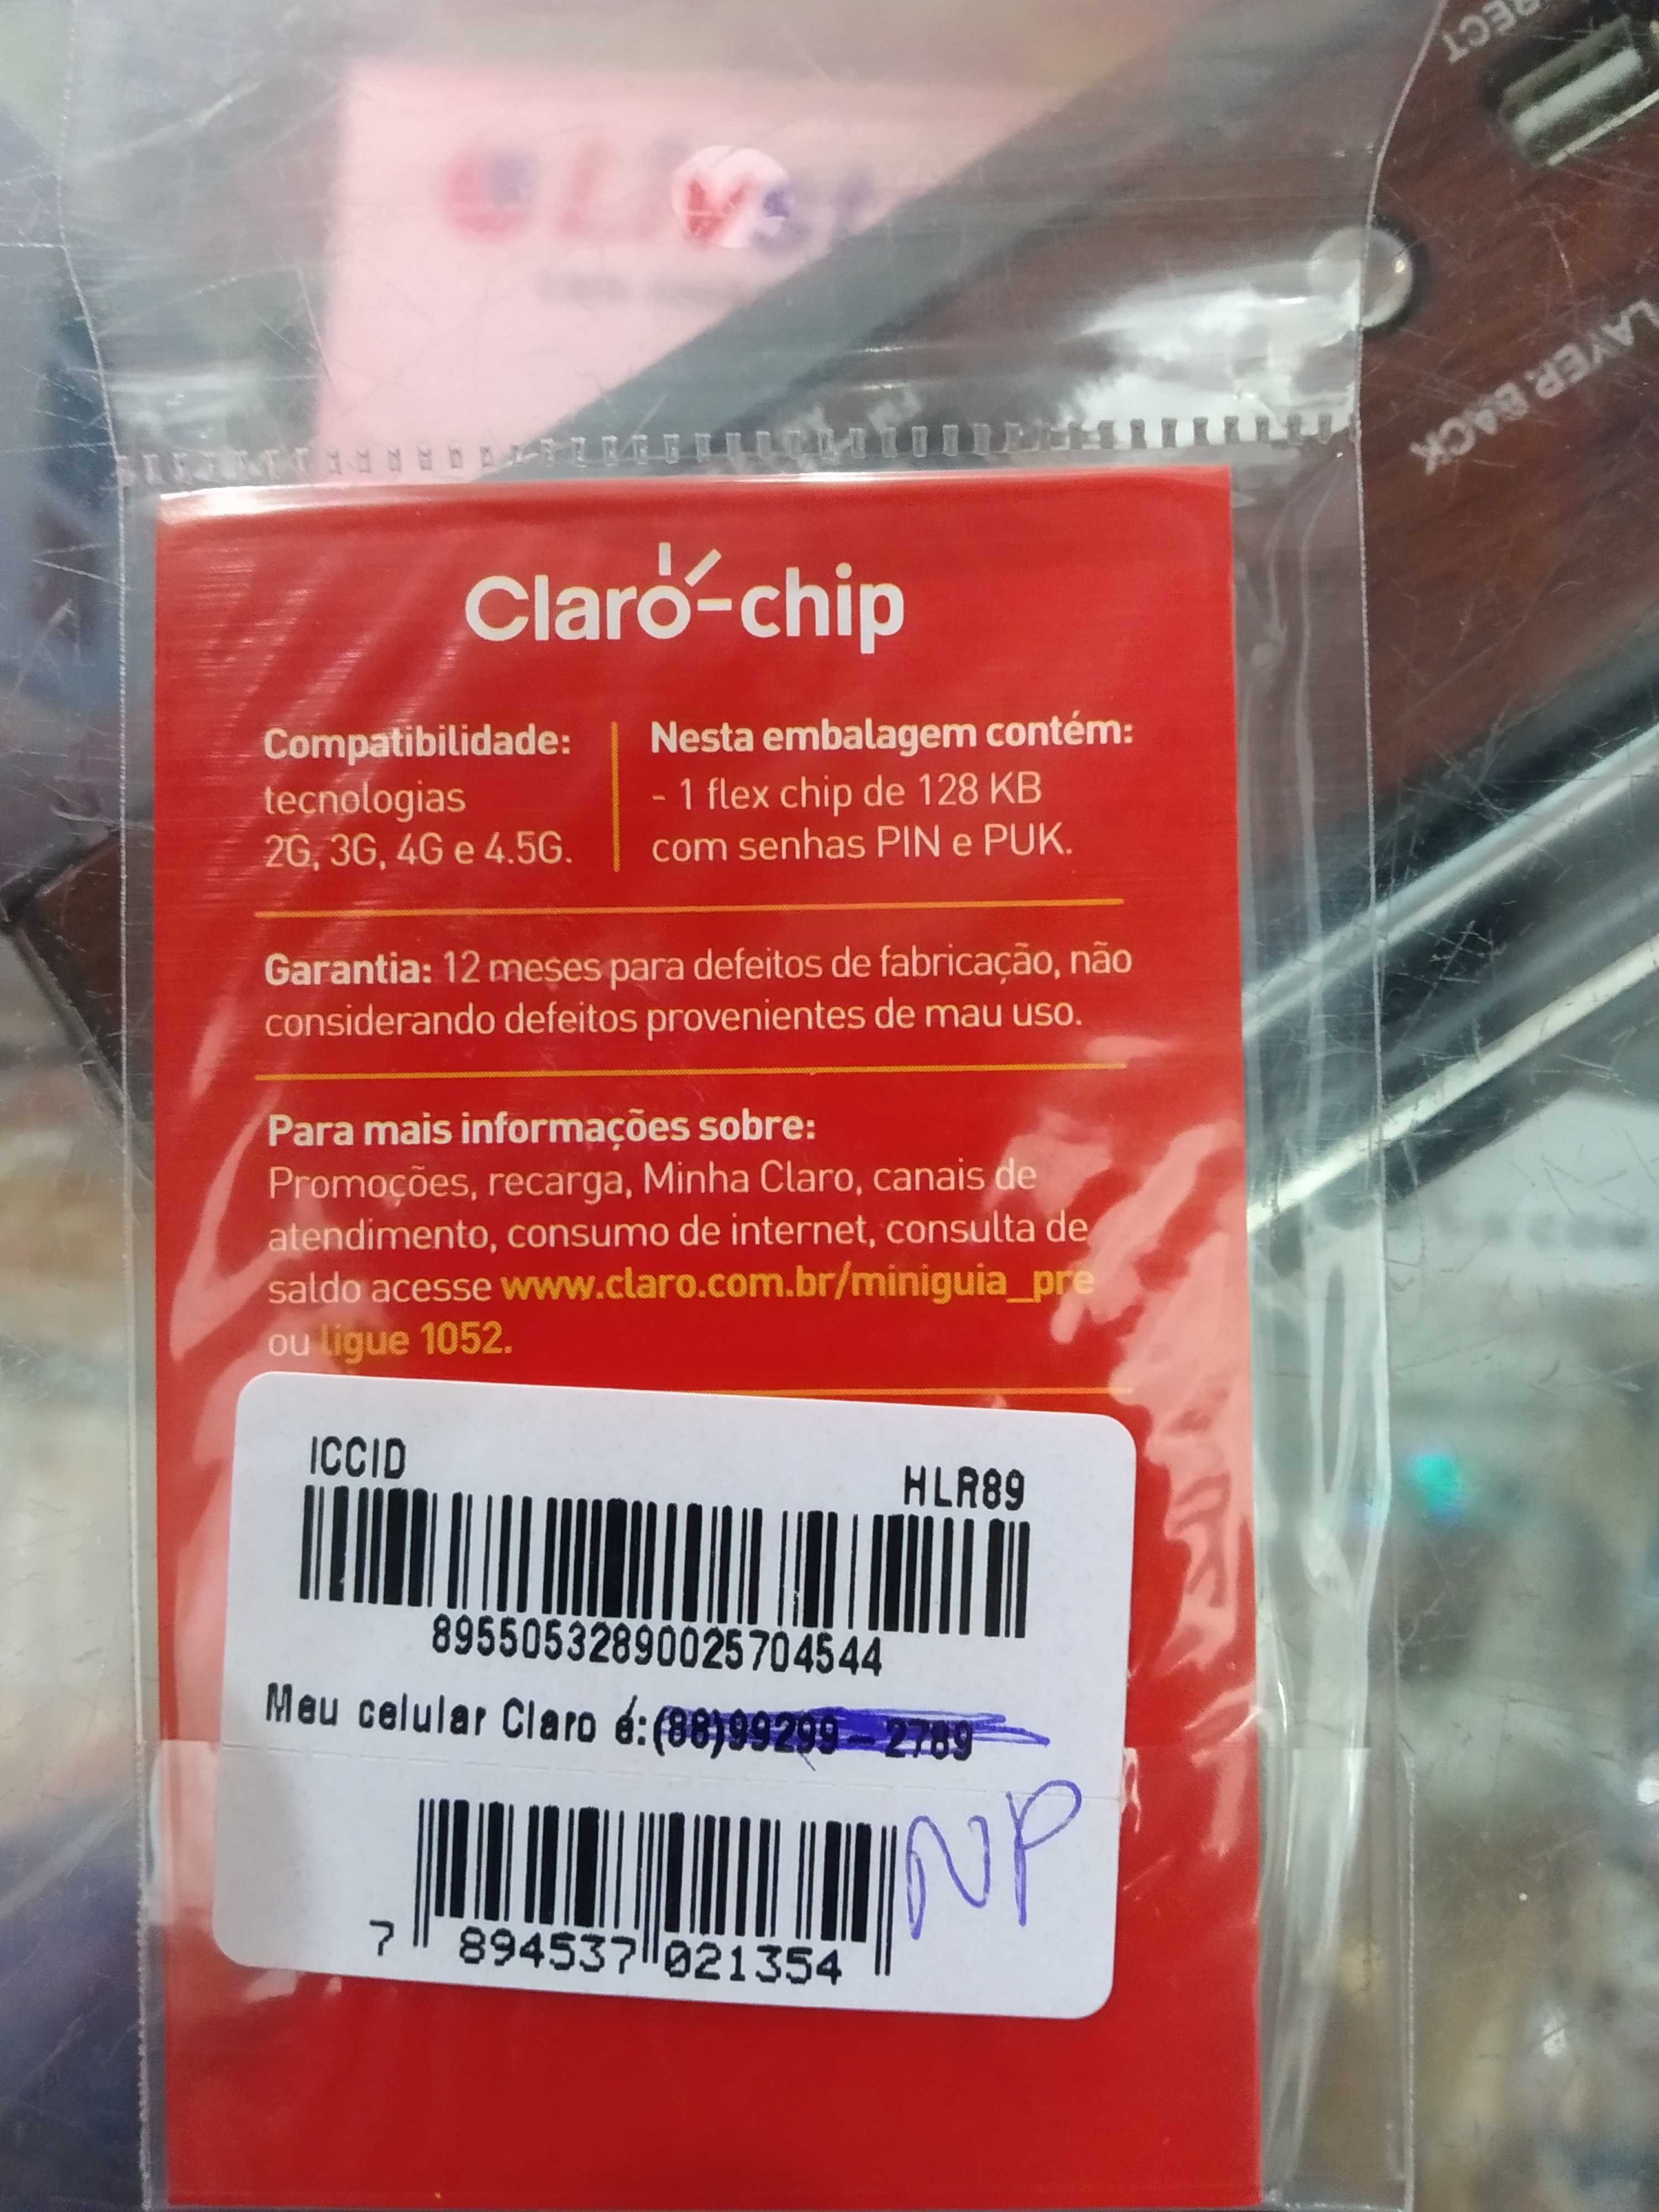 RECT
LAYER BACK
Claro-chip
Compatibilidade:
tecnologias
2G, 3G, 4G e 4.5G.
Nesta embalagem contém:
- 1 flex chip de 128 KB
com senhas PIN e PUK.
Garantia: 12 meses para defeitos de fabricação, não
considerando defeitos provenientes de mau uso.
Para mais informações sobre:
Promoções, recarga, Minha Claro, canais de
atendimento, consumo de internet, consulta de
saldo acesse www.claro.com.br/miniguia_pre
ou ligue 1052.
ICCID
HLR89
89550532890025704544
Meu celular Claro é:(88)99299-2789
NP
7 894537 021354